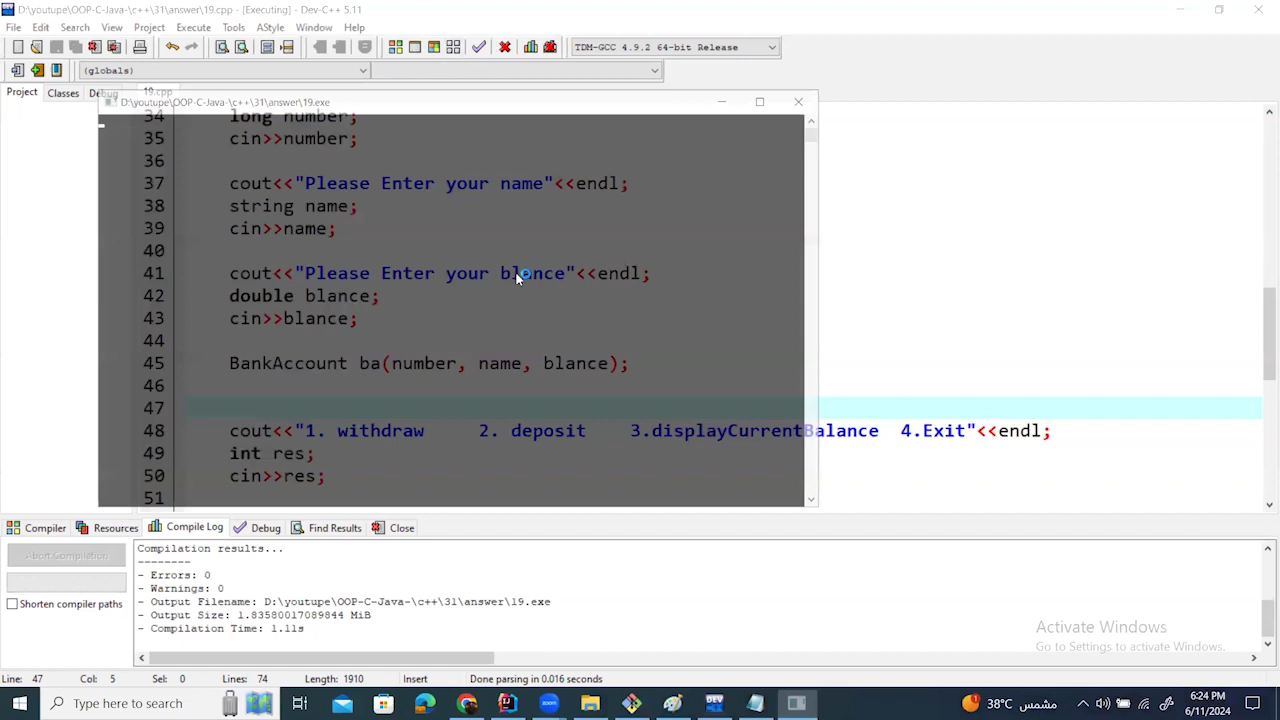 D:\youtupe\OOP-C-Java-\c++\31\answer\19.cpp - [Executing] - Dev-C++ 5.11
File Edit Search View Project Execute Tools AStyle Window Help
TDM-GCC 4.9.2 64-bit Release
(globals)
Project Classes Debug 19.cpp
D:\youtupe\OOP-C-Java-\c++\31\answer\19.exe
34 long number;
35 cin>>number;
36
37 cout<<"Please Enter your name"<<endl;
38 string name;
39 cin>>name;
40
41 cout<<"Please Enter your blance"<<endl;
42 double blance;
43 cin>>blance;
44
45 BankAccount ba(number, name, blance);
46
47
48 cout<<"1. withdraw 2. deposit 3.displayCurrentBalance 4.Exit"<<endl;
49 int res;
50 cin>>res;
51
Compiler Resources Compile Log Debug Find Results Close
Abort Compilation
Shorten compiler paths
Compilation results...
--------
- Errors: 0
- Warnings: 0
- Output Filename: D:\youtupe\OOP-C-Java-\c++\31\answer\19.exe
- Output Size: 1.83580017089844 MiB
- Compilation Time: 1.11s
Activate Windows
Go to Settings to activate Windows.
Line: 47 Col: 5 Sel: 0 Lines: 74 Length: 1910 Insert Done parsing in 0.016 seconds
Type here to search
zoom
38°C مشمس
6:24 PM
6/11/2024